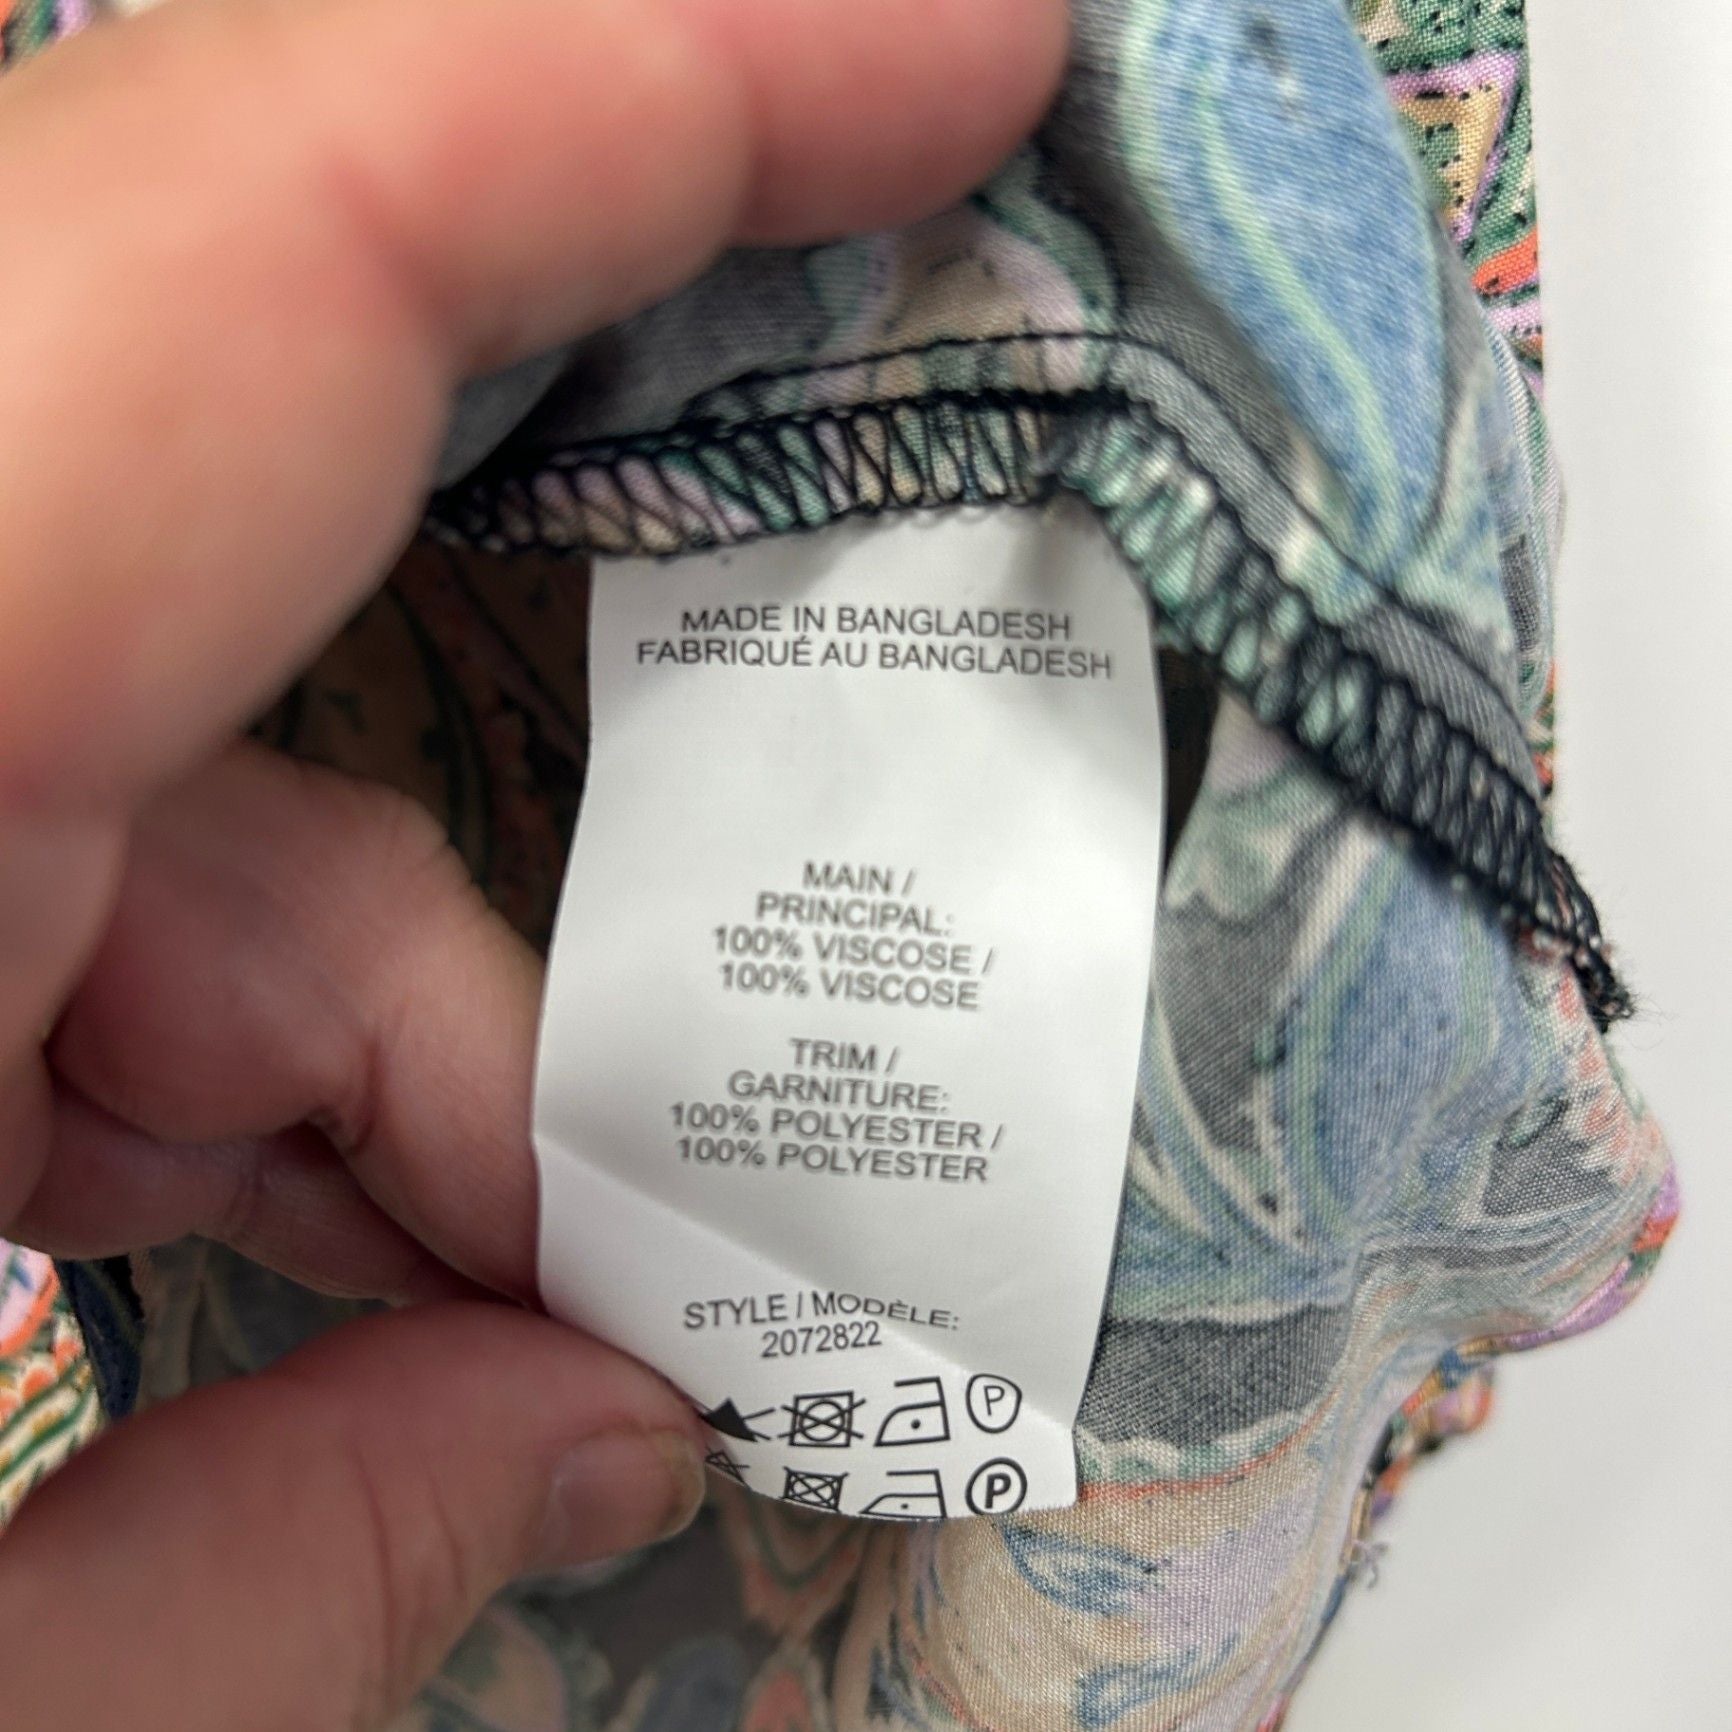 MADE IN BANGLADESH
FABRIQUÉ AU BANGLADESH
MAIN /
PRINCIPAL:
100% VISCOSE /
100% VISCOSE
TRIM /
GARNITURE:
100% POLYESTER /
100% POLYESTER
STYLE / MODÈLE:
2072822
P
P